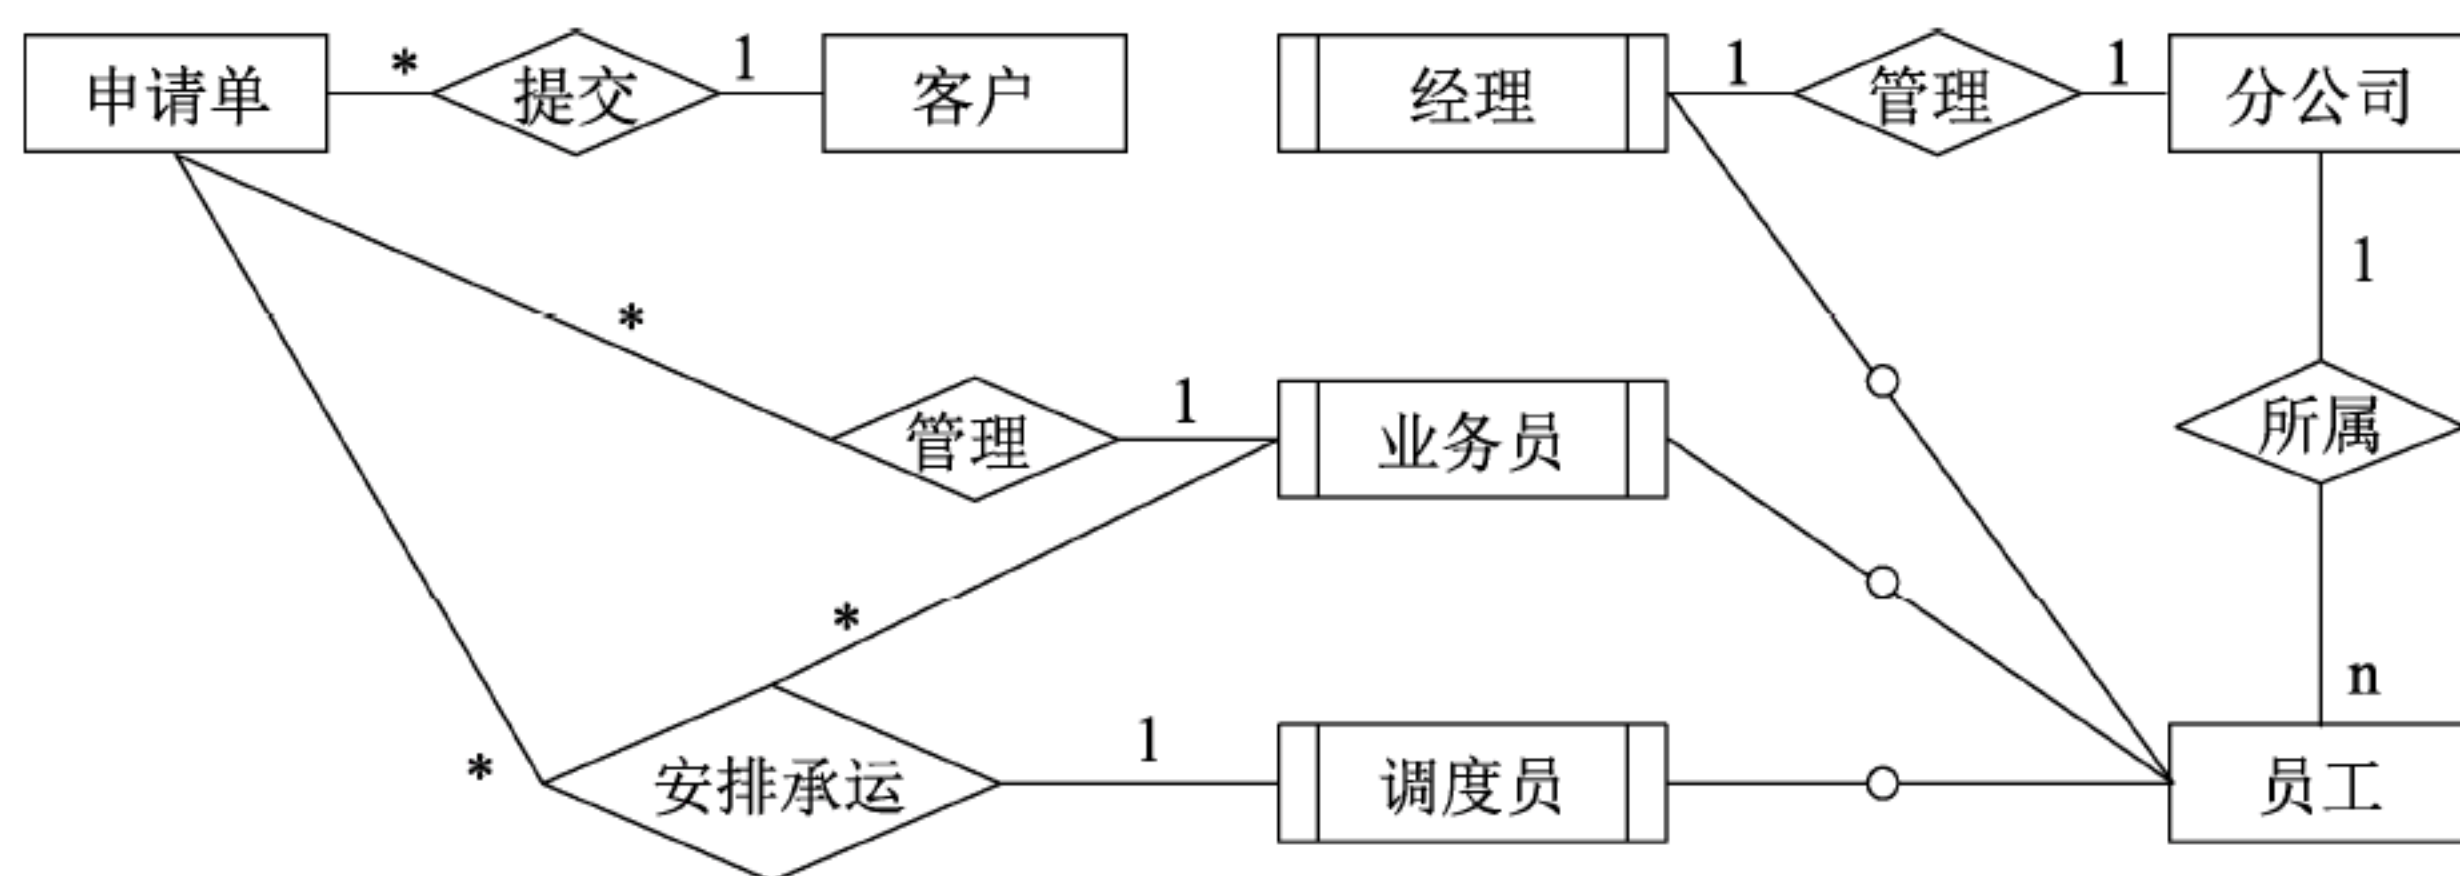 申请单 * 提交 1 客户 经理 1 管理 1 分公司
1
*
管理 1 业务员 所属
*
n
* 安排承运 1 调度员 员工